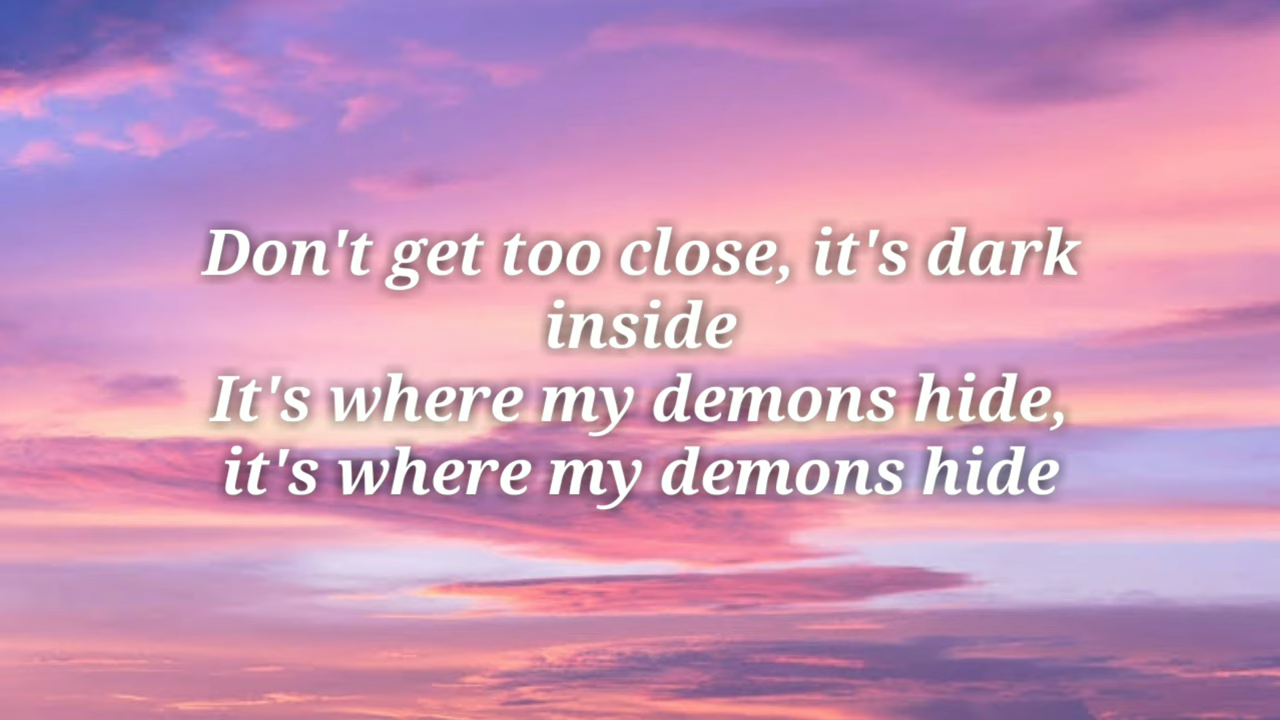 Don't get too close, it's dark
inside
It's where my demons hide,
it's where my demons hide